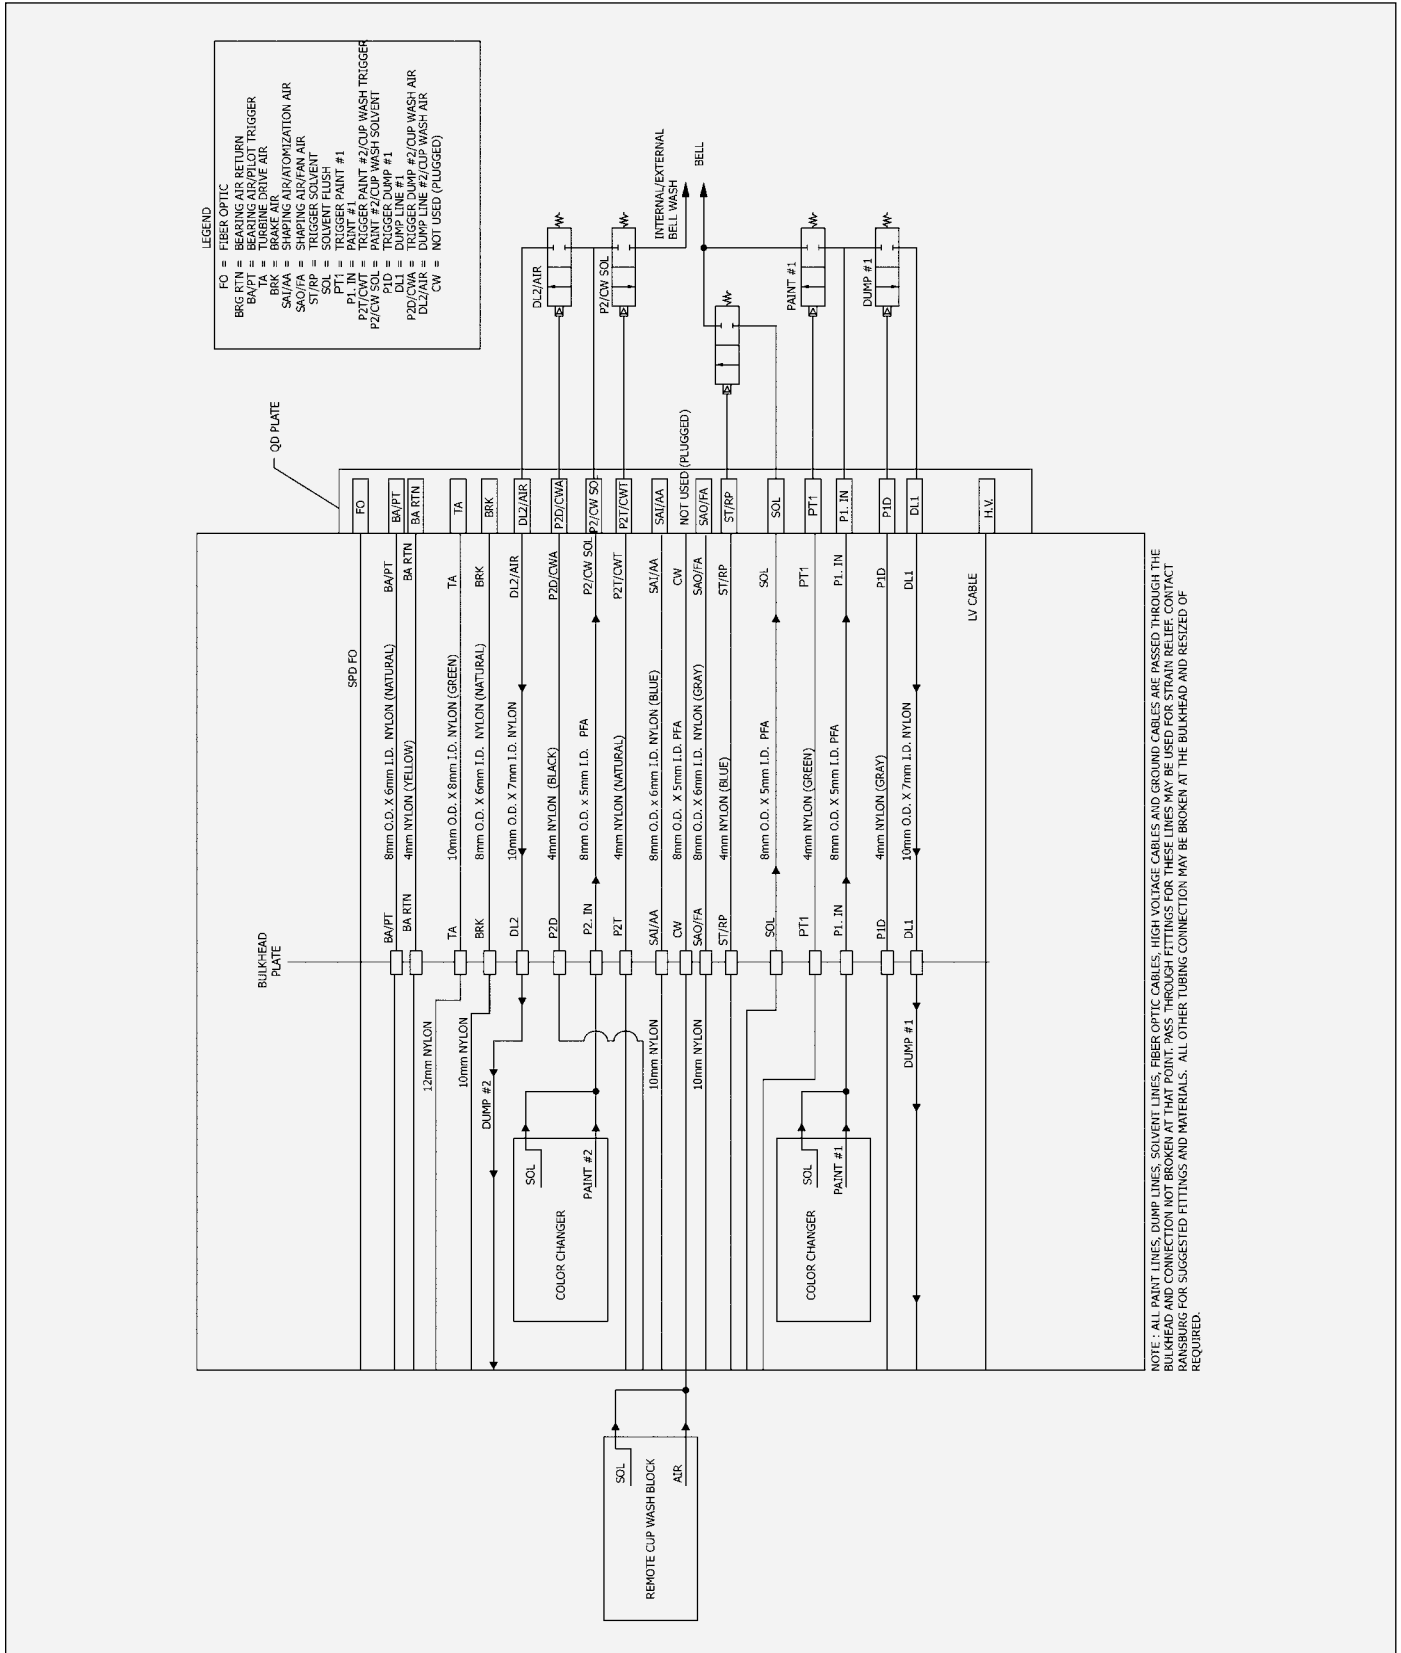 LEGEND
FO = FIBER OPTIC
BRG RTN = BEARING AIR RETURN
BA/PT = BEARING AIR/PILOT TRIGGER
TA = TURBINE DRIVE AIR
BRK = BRAKE AIR
SAI/AA = SHAPING AIR/ATOMIZATION AIR
SAO/FA = SHAPING AIR/FAN AIR
ST/RP = TRIGGER SOLVENT
SOL = SOLVENT FLUSH
PT1 = TRIGGER PAINT #1
P1. IN = PAINT #1
P2T/CWT = TRIGGER PAINT #2/CUP WASH TRIGGER
P2/CW SOL = PAINT #2/CUP WASH SOLVENT
P1D = TRIGGER DUMP #1
DL1 = DUMP LINE #1
P2D/CWA = TRIGGER DUMP #2/CUP WASH AIR
DL2/AIR = DUMP LINE #2/CUP WASH AIR
CW = NOT USED (PLUGGED)
DL2/AIR
P2/CW SOL
INTERNAL/EXTERNAL
BELL WASH
BELL
PAINT #1
DUMP #1
QD PLATE
FO
BA/PT
BA RTN
TA
BRK
DL2/AIR
P2D/CWA
P2/CW SOL
P2T/CWT
SAI/AA
NOT USED (PLUGGED)
SAO/FA
ST/RP
SOL
PT1
P1. IN
P1D
DL1
H.V.
SPD FO
BA/PT
BA RTN
TA
BRK
DL2/AIR
P2D/CWA
P2/CW SOL
P2T/CWT
SAI/AA
CW
SAO/FA
ST/RP
SOL
PT1
P1. IN
P1D
DL1
LV CABLE
8mm O.D. X 6mm I.D. NYLON (NATURAL)
4mm NYLON (YELLOW)
10mm O.D. X 8mm I.D. NYLON (GREEN)
8mm O.D. X 6mm I.D. NYLON (NATURAL)
10mm O.D. X 7mm I.D. NYLON
4mm NYLON (BLACK)
8mm O.D. x 5mm I.D. PFA
4mm NYLON (NATURAL)
8mm O.D. x 6mm I.D. NYLON (BLUE)
8mm O.D. X 5mm I.D. PFA
8mm O.D. X 6mm I.D. NYLON (GRAY)
4mm NYLON (BLUE)
8mm O.D. X 5mm I.D. PFA
4mm NYLON (GREEN)
8mm O.D. X 5mm I.D. PFA
4mm NYLON (GRAY)
10mm O.D. X 7mm I.D. NYLON
BULKHEAD
PLATE
BA/PT
BA RTN
TA
BRK
DL2
P2D
P2. IN
P2T
SAI/AA
CW
SAO/FA
ST/RP
SOL
PT1
P1. IN
P1D
DL1
12mm NYLON
10mm NYLON
DUMP #2
10mm NYLON
10mm NYLON
DUMP #1
SOL
PAINT #2
COLOR CHANGER
SOL
PAINT #1
COLOR CHANGER
SOL
AIR
REMOTE CUP WASH BLOCK
NOTE : ALL PAINT LINES, DUMP LINES, SOLVENT LINES, FIBER OPTIC CABLES, HIGH VOLTAGE CABLES AND GROUND CABLES ARE PASSED THROUGH THE
BULKHEAD AND CONNECTION NOT BROKEN AT THAT POINT. PASS THROUGH FITTINGS FOR THESE LINES MAY BE USED FOR STRAIN RELIEF. CONTACT
RANSBURG FOR SUGGESTED FITTINGS AND MATERIALS. ALL OTHER TUBING CONNECTION MAY BE BROKEN AT THE BULKHEAD AND RESIZED OF
REQUIRED.